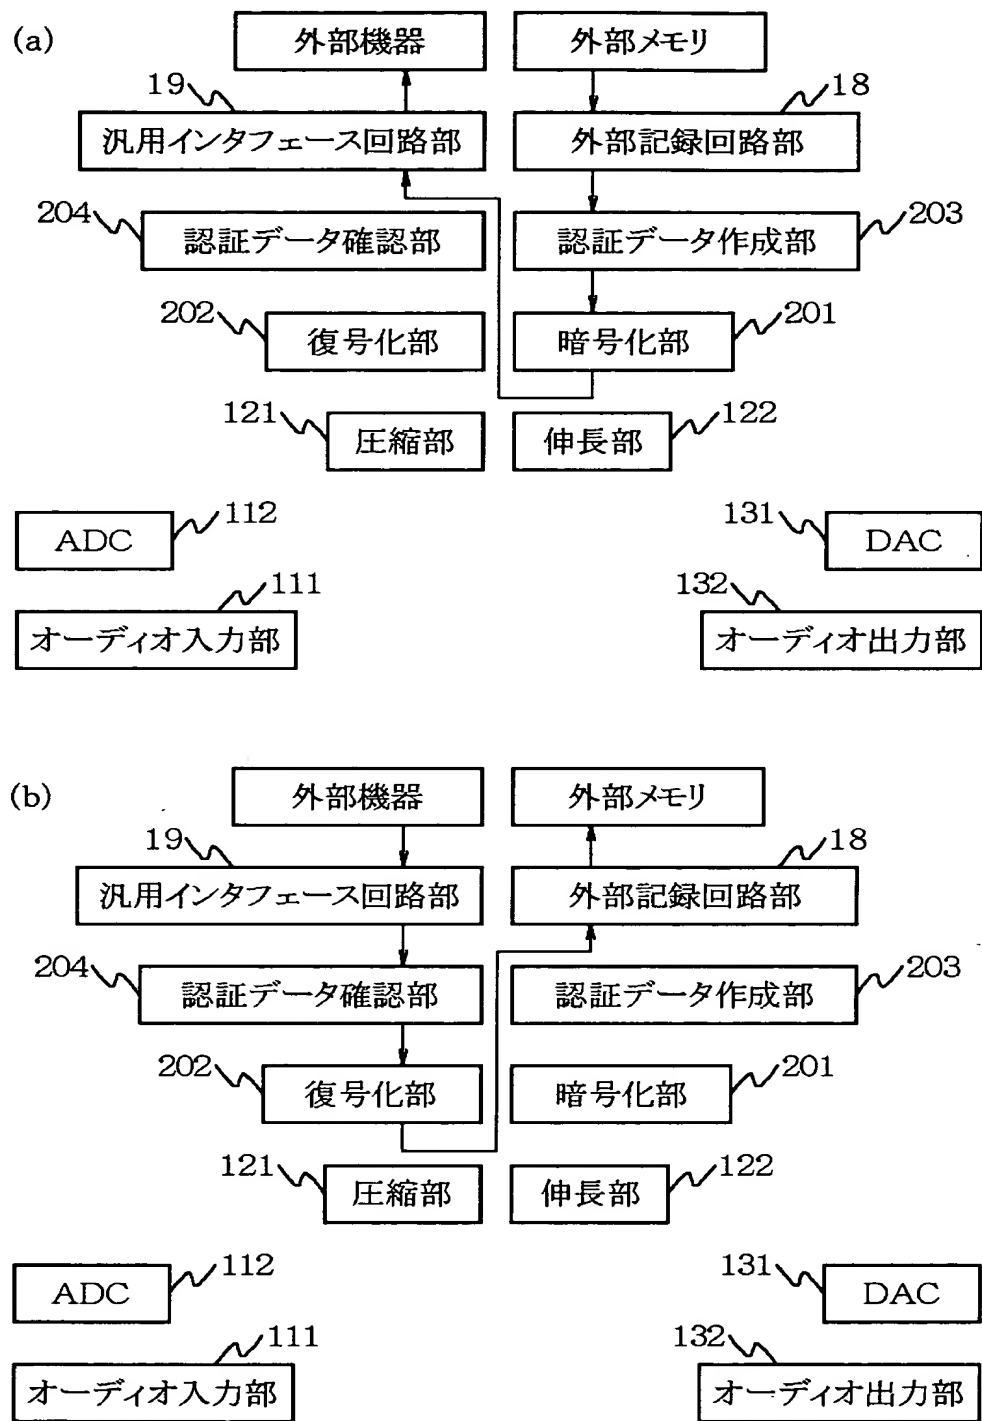 (a)
外部機器
外部メモリ
19
18
汎用インタフェース回路部
外部記録回路部
204
203
認証データ確認部
認証データ作成部
202
201
復号化部
暗号化部
121
122
圧縮部
伸長部
112
131
ADC
DAC
111
132
オーディオ入力部
オーディオ出力部
(b)
外部機器
外部メモリ
19
18
汎用インタフェース回路部
外部記録回路部
204
203
認証データ確認部
認証データ作成部
202
201
復号化部
暗号化部
121
122
圧縮部
伸長部
112
131
ADC
DAC
111
132
オーディオ入力部
オーディオ出力部